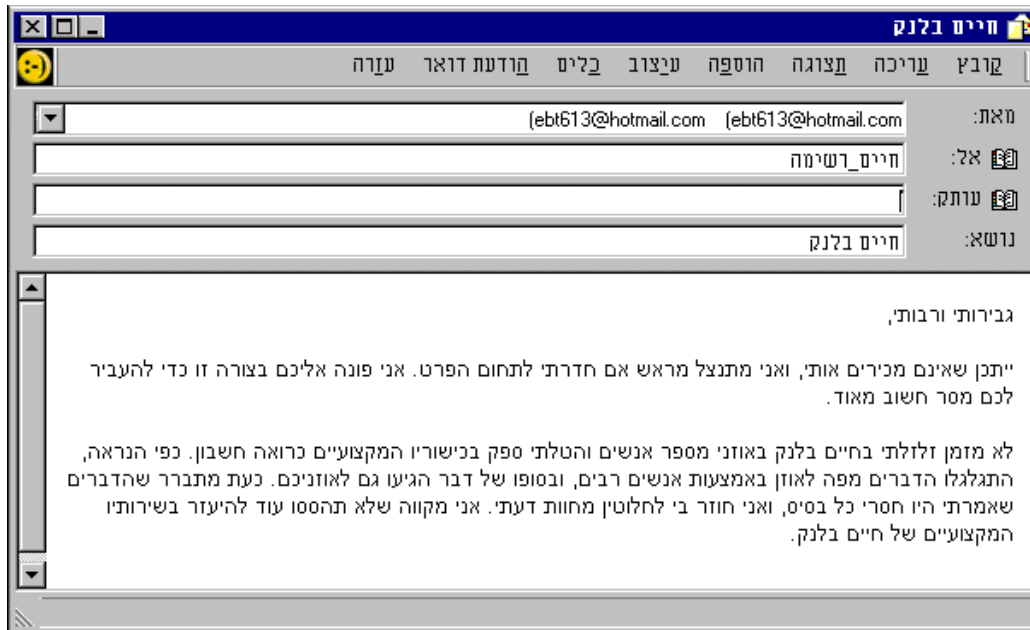 חיים בלנק
קובץ עריכה תצוגה הוספה עיצוב כלים הודעת דואר עזרה
מאת: (ebt613@hotmail.com (ebt613@hotmail.com
אל: חיים_רשימה
עותק:
נושא: חיים בלנק
גבירותי ורבותי,
ייתכן שאינם מכירים אותי, ואני מתנצל מראש אם חדרתי לתחום הפרט. אני פונה אליכם בצורה זו כדי להעביר
לכם מסר חשוב מאוד.
לא מזמן זלזלתי בחיים בלנק באוזני מספר אנשים והטלתי ספק בכישוריו המקצועיים כרואה חשבון. כפי הנראה,
התגלגלו הדברים מפה לאוזן באמצעות אנשים רבים, ובסופו של דבר הגיעו גם לאוזניכם. כעת מתברר שהדברים
שאמרתי היו חסרי כל בסיס, ואני חוזר בי לחלוטין מחוות דעתי. אני מקווה שלא תהססו עוד להיעזר בשירותיו
המקצועיים של חיים בלנק.